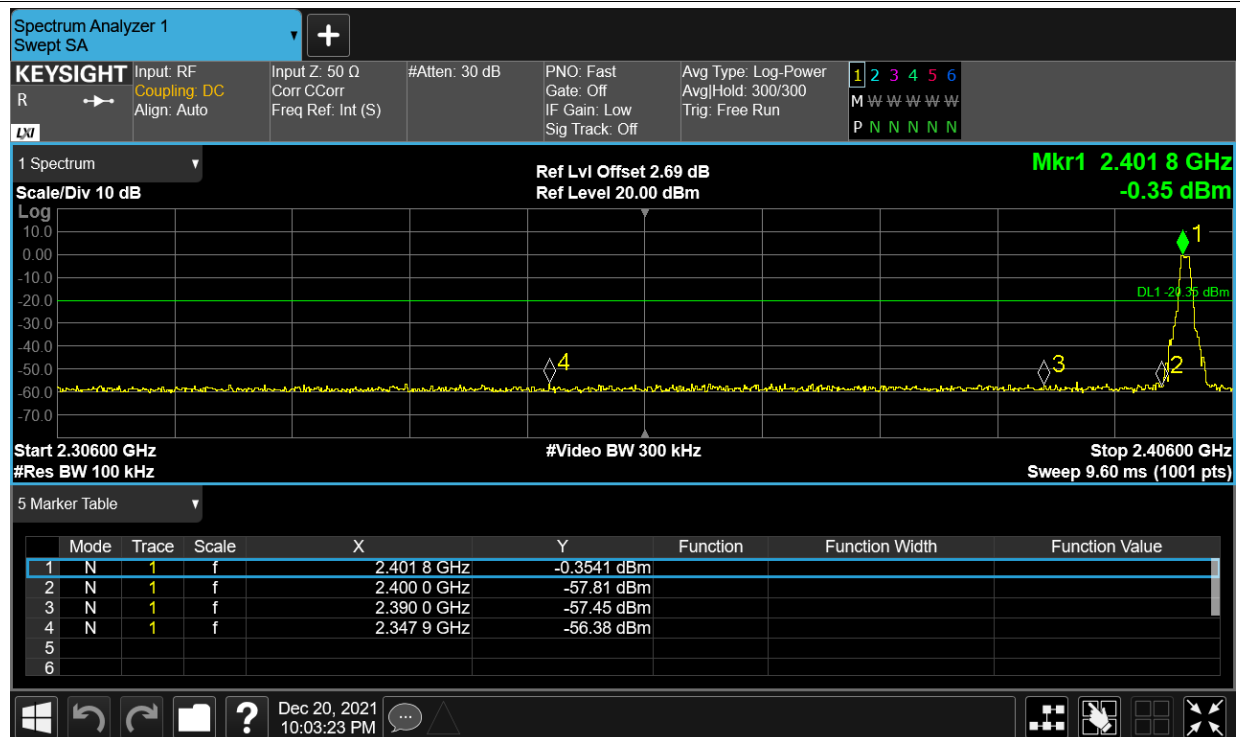 Spectrum Analyzer 1
Swept SA
+
KEYSIGHT Input: RF Input Z: 50 Ω #Atten: 30 dB PNO: Fast Avg Type: Log-Power 1 2 3 4 5 6
R Coupling: DC Corr CCorr Gate: Off Avg|Hold: 300/300 M W W W W W W
Align: Auto Freq Ref: Int (S) IF Gain: Low Trig: Free Run
LXI Sig Track: Off P N N N N N N
1 Spectrum Ref Lvl Offset 2.69 dB Mkr1 2.401 8 GHz
Scale/Div 10 dB Ref Level 20.00 dBm -0.35 dBm
Log
10.0 1
0.00
-10.0
DL1 -20.35 dBm
-20.0
-30.0
-40.0
-50.0 4 3 2
-60.0
-70.0
Start 2.30600 GHz #Video BW 300 kHz Stop 2.40600 GHz
#Res BW 100 kHz Sweep 9.60 ms (1001 pts)
5 Marker Table
Mode Trace Scale X Y Function Function Width Function Value
1 N 1 f 2.401 8 GHz -0.3541 dBm
2 N 1 f 2.400 0 GHz -57.81 dBm
3 N 1 f 2.390 0 GHz -57.45 dBm
4 N 1 f 2.347 9 GHz -56.38 dBm
5
6
? Dec 20, 2021
10:03:23 PM